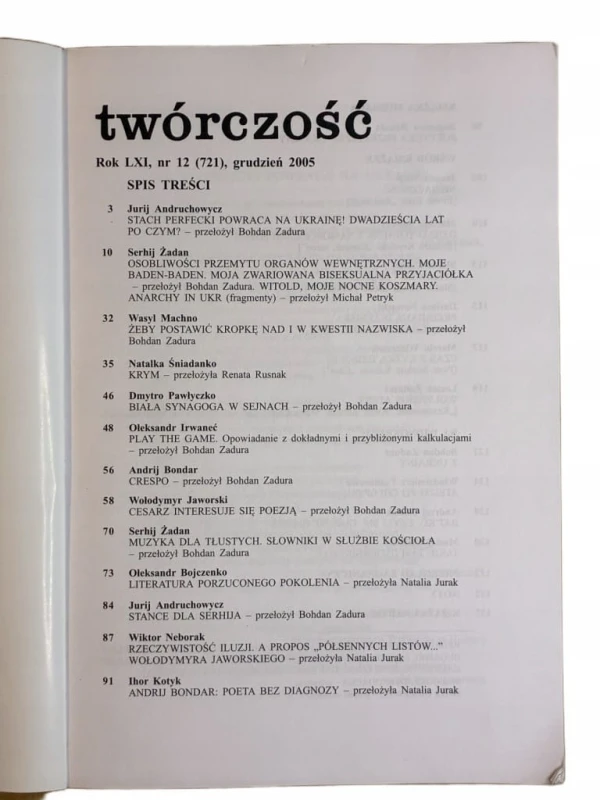 twórczość
Rok LXI, nr 12 (721), grudzień 2005
SPIS TREŚCI
3 Jurij Andruchowycz
STACH PERFECKI POWRACA NA UKRAINĘ! DWADZIEŚCIA LAT
PO CZYM? – przełożył Bohdan Zadura
10 Serhij Żadan
OSOBLIWOŚCI PRZEMYTU ORGANÓW WEWNĘTRZNYCH. MOJE
BADEN-BADEN. MOJA ZWARIOWANA BISEKSUALNA PRZYJACIÓŁKA
– przełożył Bohdan Zadura. WITOLD, MOJE NOCNE KOSZMARY.
ANARCHY IN UKR (fragmenty) – przełożył Michał Petryk
32 Wasyl Machno
ŻEBY POSTAWIĆ KROPKĘ NAD I W KWESTII NAZWISKA – przełożył
Bohdan Zadura
35 Natalka Śniadanko
KRYM – przełożyła Renata Rusnak
46 Dmytro Pawłyczko
BIAŁA SYNAGOGA W SEJNACH – przełożył Bohdan Zadura
48 Ołeksandr Irwaneć
PLAY THE GAME. Opowiadanie z dokładnymi i przybliżonymi kalkulacjami
– przełożył Bohdan Zadura
56 Andrij Bondar
CRESPO – przełożył Bohdan Zadura
58 Wołodymyr Jaworski
CESARZ INTERESUJE SIĘ POEZJĄ – przełożył Bohdan Zadura
70 Serhij Żadan
MUZYKA DLA TŁUSTYCH. SŁOWNIKI W SŁUŻBIE KOŚCIOŁA
– przełożył Bohdan Zadura
73 Ołeksandr Bojczenko
LITERATURA PORZUCONEGO POKOLENIA – przełożyła Natalia Jurak
84 Jurij Andruchowycz
STANCE DLA SERHIJA – przełożył Bohdan Zadura
87 Wiktor Neborak
RZECZYWISTOŚĆ ILUZJI. A PROPOS „PÓŁSENNYCH LISTÓW...”
WOŁODYMYRA JAWORSKIEGO – przełożyła Natalia Jurak
91 Ihor Kotyk
ANDRIJ BONDAR: POETA BEZ DIAGNOZY – przełożyła Natalia Jurak